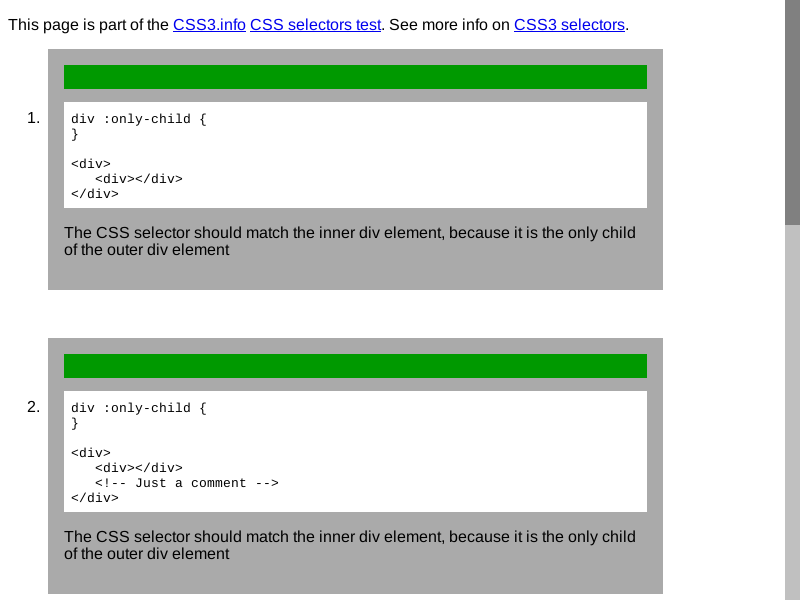 This page is part of the CSS3.info CSS selectors test. See more info on CSS3 selectors.
1.
div :only-child {
}
<div>
   <div></div>
</div>
The CSS selector should match the inner div element, because it is the only child
of the outer div element
2.
div :only-child {
}
<div>
   <div></div>
   <!-- Just a comment -->
</div>
The CSS selector should match the inner div element, because it is the only child
of the outer div element